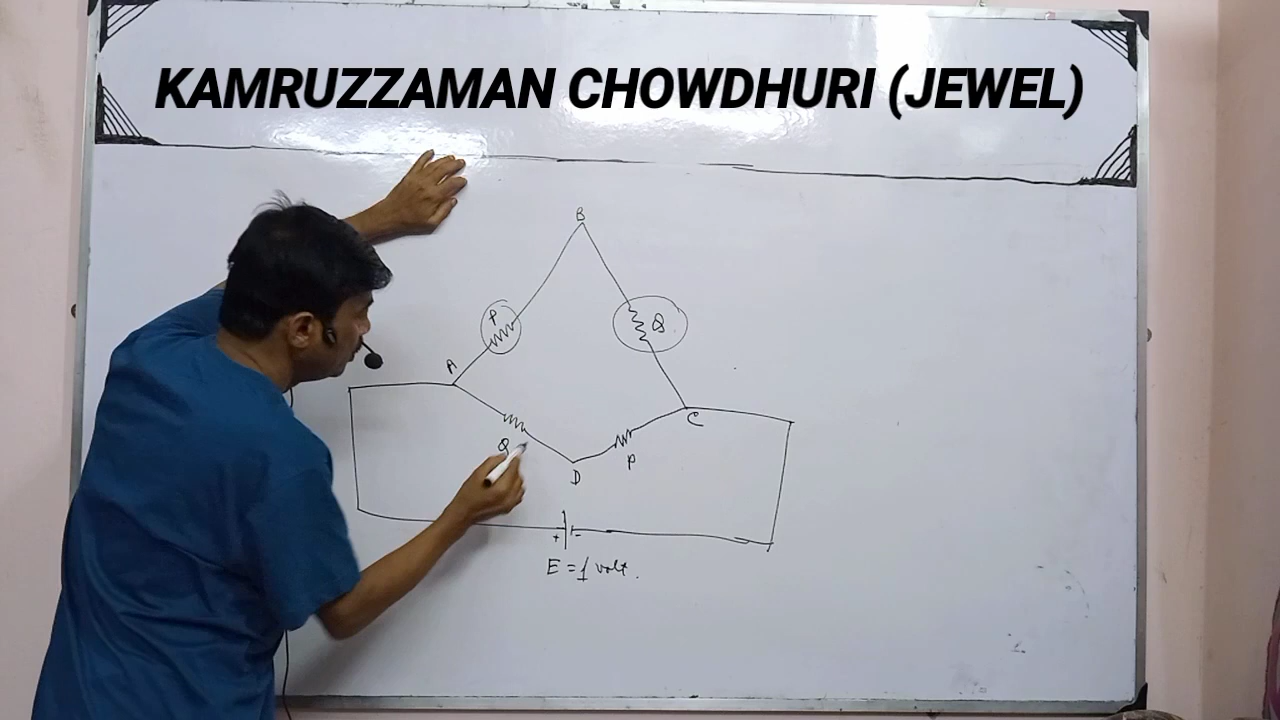 KAMRUZZAMAN CHOWDHURI (JEWEL)
B
P
Q
A
C
Q
P
D
+ -
E = 1 volt.